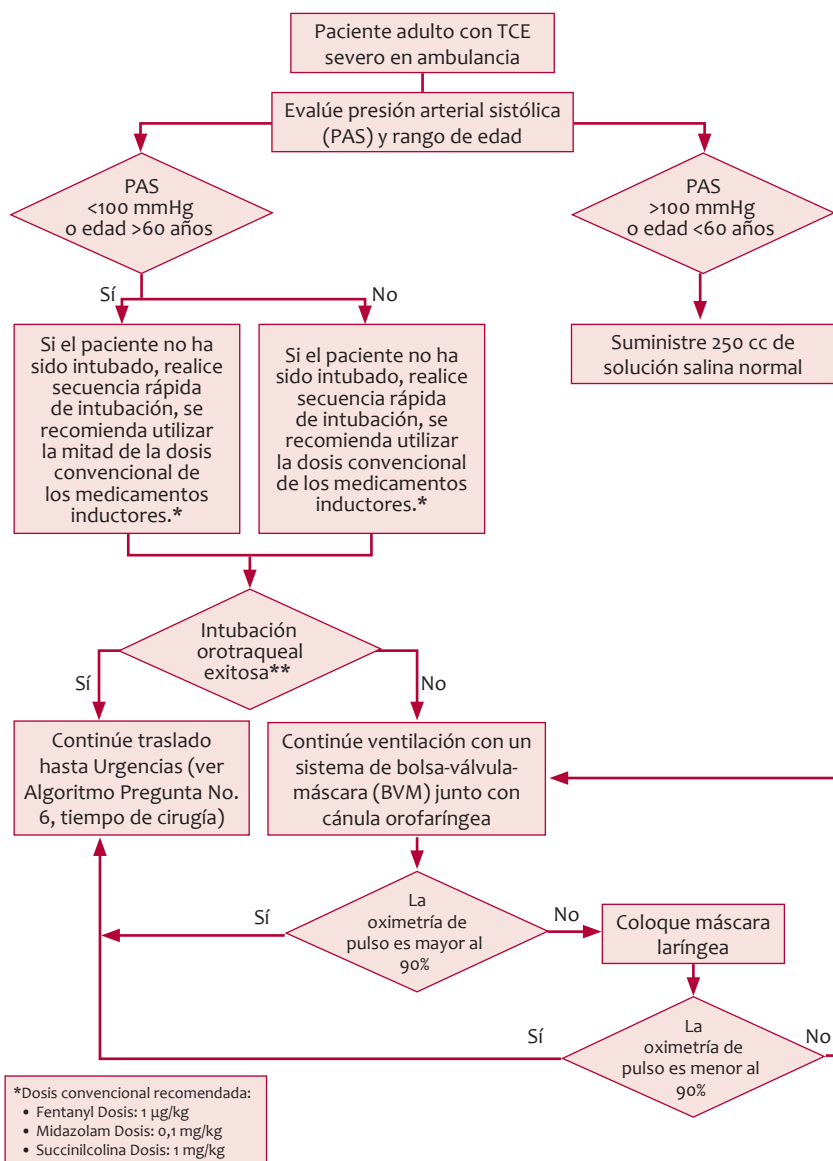 Paciente adulto con TCE
severo en ambulancia
Evalúe presión arterial sistólica
(PAS) y rango de edad
PAS
<100 mmHg
o edad >60 años
PAS
>100 mmHg
o edad <60 años
Sí
No
Si el paciente no ha
sido intubado, realice
secuencia rápida
de intubación, se
recomienda utilizar
la mitad de la dosis
convencional de
los medicamentos
inductores.*
Si el paciente no ha
sido intubado, realice
secuencia rápida
de intubación, se
recomienda utilizar
la dosis convencional
de los medicamentos
inductores.*
Suministre 250 cc de
solución salina normal
Intubación
orotraqueal
exitosa**
Sí
No
Continúe traslado
hasta Urgencias (ver
Algoritmo Pregunta No.
6, tiempo de cirugía)
Continúe ventilación con un
sistema de bolsa-válvula-
máscara (BVM) junto con
cánula orofaríngea
La
oximetría de
pulso es mayor al
90%
Sí
No
Coloque máscara
laríngea
La
oximetría de
pulso es menor al
90%
Sí
No
*Dosis convencional recomendada:
• Fentanyl Dosis: 1 µg/kg
• Midazolam Dosis: 0,1 mg/kg
• Succinilcolina Dosis: 1 mg/kg